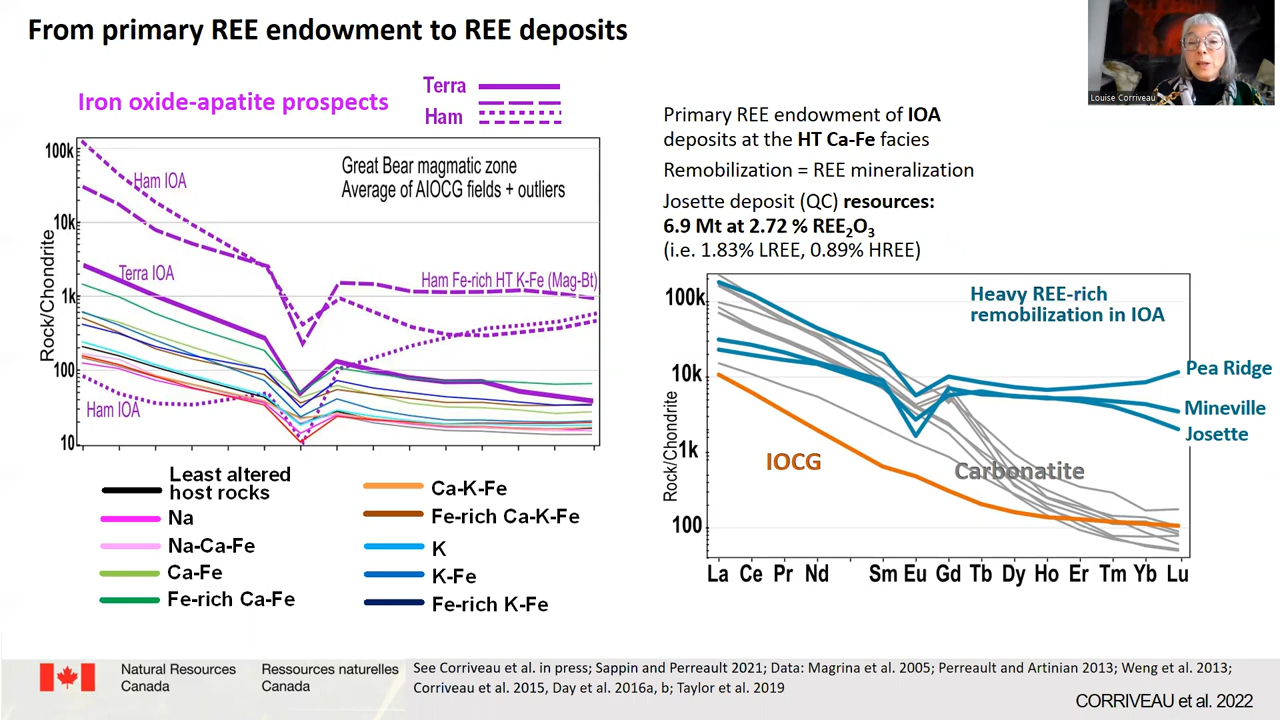 From primary REE endowment to REE deposits
Louise Corriveau
Iron oxide-apatite prospects
Terra
Ham
Great Bear magmatic zone
Average of AIOCG fields + outliers
Rock/Chondrite
100k
10k
1k
100
10
Ham IOA
Terra IOA
Ham Fe-rich HT K-Fe (Mag-Bt)
Ham IOA
Least altered
host rocks
Na
Na-Ca-Fe
Ca-Fe
Fe-rich Ca-Fe
Ca-K-Fe
Fe-rich Ca-K-Fe
K
K-Fe
Fe-rich K-Fe
Primary REE endowment of IOA
deposits at the HT Ca-Fe facies
Remobilization = REE mineralization
Josette deposit (QC) resources:
6.9 Mt at 2.72 % REE₂O₃
(i.e. 1.83% LREE, 0.89% HREE)
Rock/Chondrite
100k
10k
1k
100
Heavy REE-rich
remobilization in IOA
Pea Ridge
Mineville
Josette
IOCG
Carbonatite
La Ce Pr Nd Sm Eu Gd Tb Dy Ho Er Tm Yb Lu
Natural Resources
Canada
Ressources naturelles
Canada
See Corriveau et al. in press; Sappin and Perreault 2021; Data: Magrina et al. 2005; Perreault and Artinian 2013; Weng et al. 2013;
Corriveau et al. 2015, Day et al. 2016a, b; Taylor et al. 2019
CORRIVEAU et al. 2022